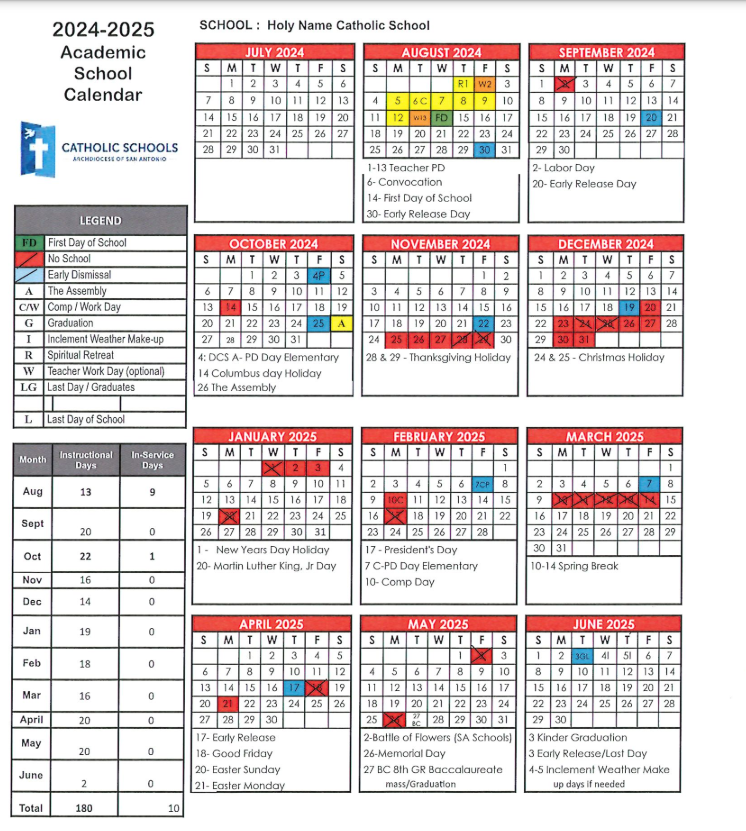 2024-2025
Academic
School
Calendar
CATHOLIC SCHOOLS
ARCHDIOCESE OF SAN ANTONIO
SCHOOL : Holy Name Catholic School
JULY 2024
S M T W T F S
1 2 3 4 5 6
7 8 9 10 11 12 13
14 15 16 17 18 19 20
21 22 23 24 25 26 27
28 29 30 31
AUGUST 2024
S M T W T F S
R1 W2 3
4 5 6C 7 8 9 10
11 12 W13 FD 15 16 17
18 19 20 21 22 23 24
25 26 27 28 29 30 31
1-13 Teacher PD
6- Convocation
14- First Day of School
30- Early Release Day
SEPTEMBER 2024
S M T W T F S
1 2 3 4 5 6 7
8 9 10 11 12 13 14
15 16 17 18 19 20 21
22 23 24 25 26 27 28
29 30
2- Labor Day
20- Early Release Day
LEGEND
FD First Day of School
No School
Early Dismissal
A The Assembly
C/W Comp / Work Day
G Graduation
I Inclement Weather Make-up
R Spiritual Retreat
W Teacher Work Day (optional)
LG Last Day / Graduates
L Last Day of School
OCTOBER 2024
S M T W T F S
1 2 3 4P 5
6 7 8 9 10 11 12
13 14 15 16 17 18 19
20 21 22 23 24 25 A
27 28 29 30 31
4: DCS A- PD Day Elementary
14 Columbus day Holiday
26 The Assembly
NOVEMBER 2024
S M T W T F S
1 2
3 4 5 6 7 8 9
10 11 12 13 14 15 16
17 18 19 20 21 22 23
24 25 26 27 28 29 30
28 & 29 - Thanksgiving Holiday
DECEMBER 2024
S M T W T F S
1 2 3 4 5 6 7
8 9 10 11 12 13 14
15 16 17 18 19 20 21
22 23 24 25 26 27 28
29 30 31
24 & 25 - Christmas Holiday
Month Instructional Days In-Service Days
Aug 13 9
Sept 20 0
Oct 22 1
Nov 16 0
Dec 14 0
Jan 19 0
Feb 18 0
Mar 16 0
April 20 0
May 20 0
June 2 0
Total 180 10
JANUARY 2025
S M T W T F S
1 2 3 4
5 6 7 8 9 10 11
12 13 14 15 16 17 18
19 20 21 22 23 24 25
26 27 28 29 30 31
1 - New Years Day Holiday
20- Martin Luther King, Jr Day
FEBRUARY 2025
S M T W T F S
1
2 3 4 5 6 7CP 8
9 10C 11 12 13 14 15
16 17 18 19 20 21 22
23 24 25 26 27 28
17 - President's Day
7 C-PD Day Elementary
10- Comp Day
MARCH 2025
S M T W T F S
1
2 3 4 5 6 7 8
9 10 11 12 13 14 15
16 17 18 19 20 21 22
23 24 25 26 27 28 29
30 31
10-14 Spring Break
APRIL 2025
S M T W T F S
1 2 3 4 5
6 7 8 9 10 11 12
13 14 15 16 17 18 19
20 21 22 23 24 25 26
27 28 29 30
17- Early Release
18- Good Friday
20- Easter Sunday
21- Easter Monday
MAY 2025
S M T W T F S
1 2 3
4 5 6 7 8 9 10
11 12 13 14 15 16 17
18 19 20 21 22 23 24
25 26 27 BC 28 29 30 31
2-Battle of Flowers (SA Schools)
26-Memorial Day
27 BC 8th GR Baccalaureate
mass/Graduation
JUNE 2025
S M T W T F S
1 2 3GL 4I 5I 6 7
8 9 10 11 12 13 14
15 16 17 18 19 20 21
22 23 24 25 26 27 28
29 30
3 Kinder Graduation
3 Early Release/Last Day
4-5 Inclement Weather Make
up days if needed